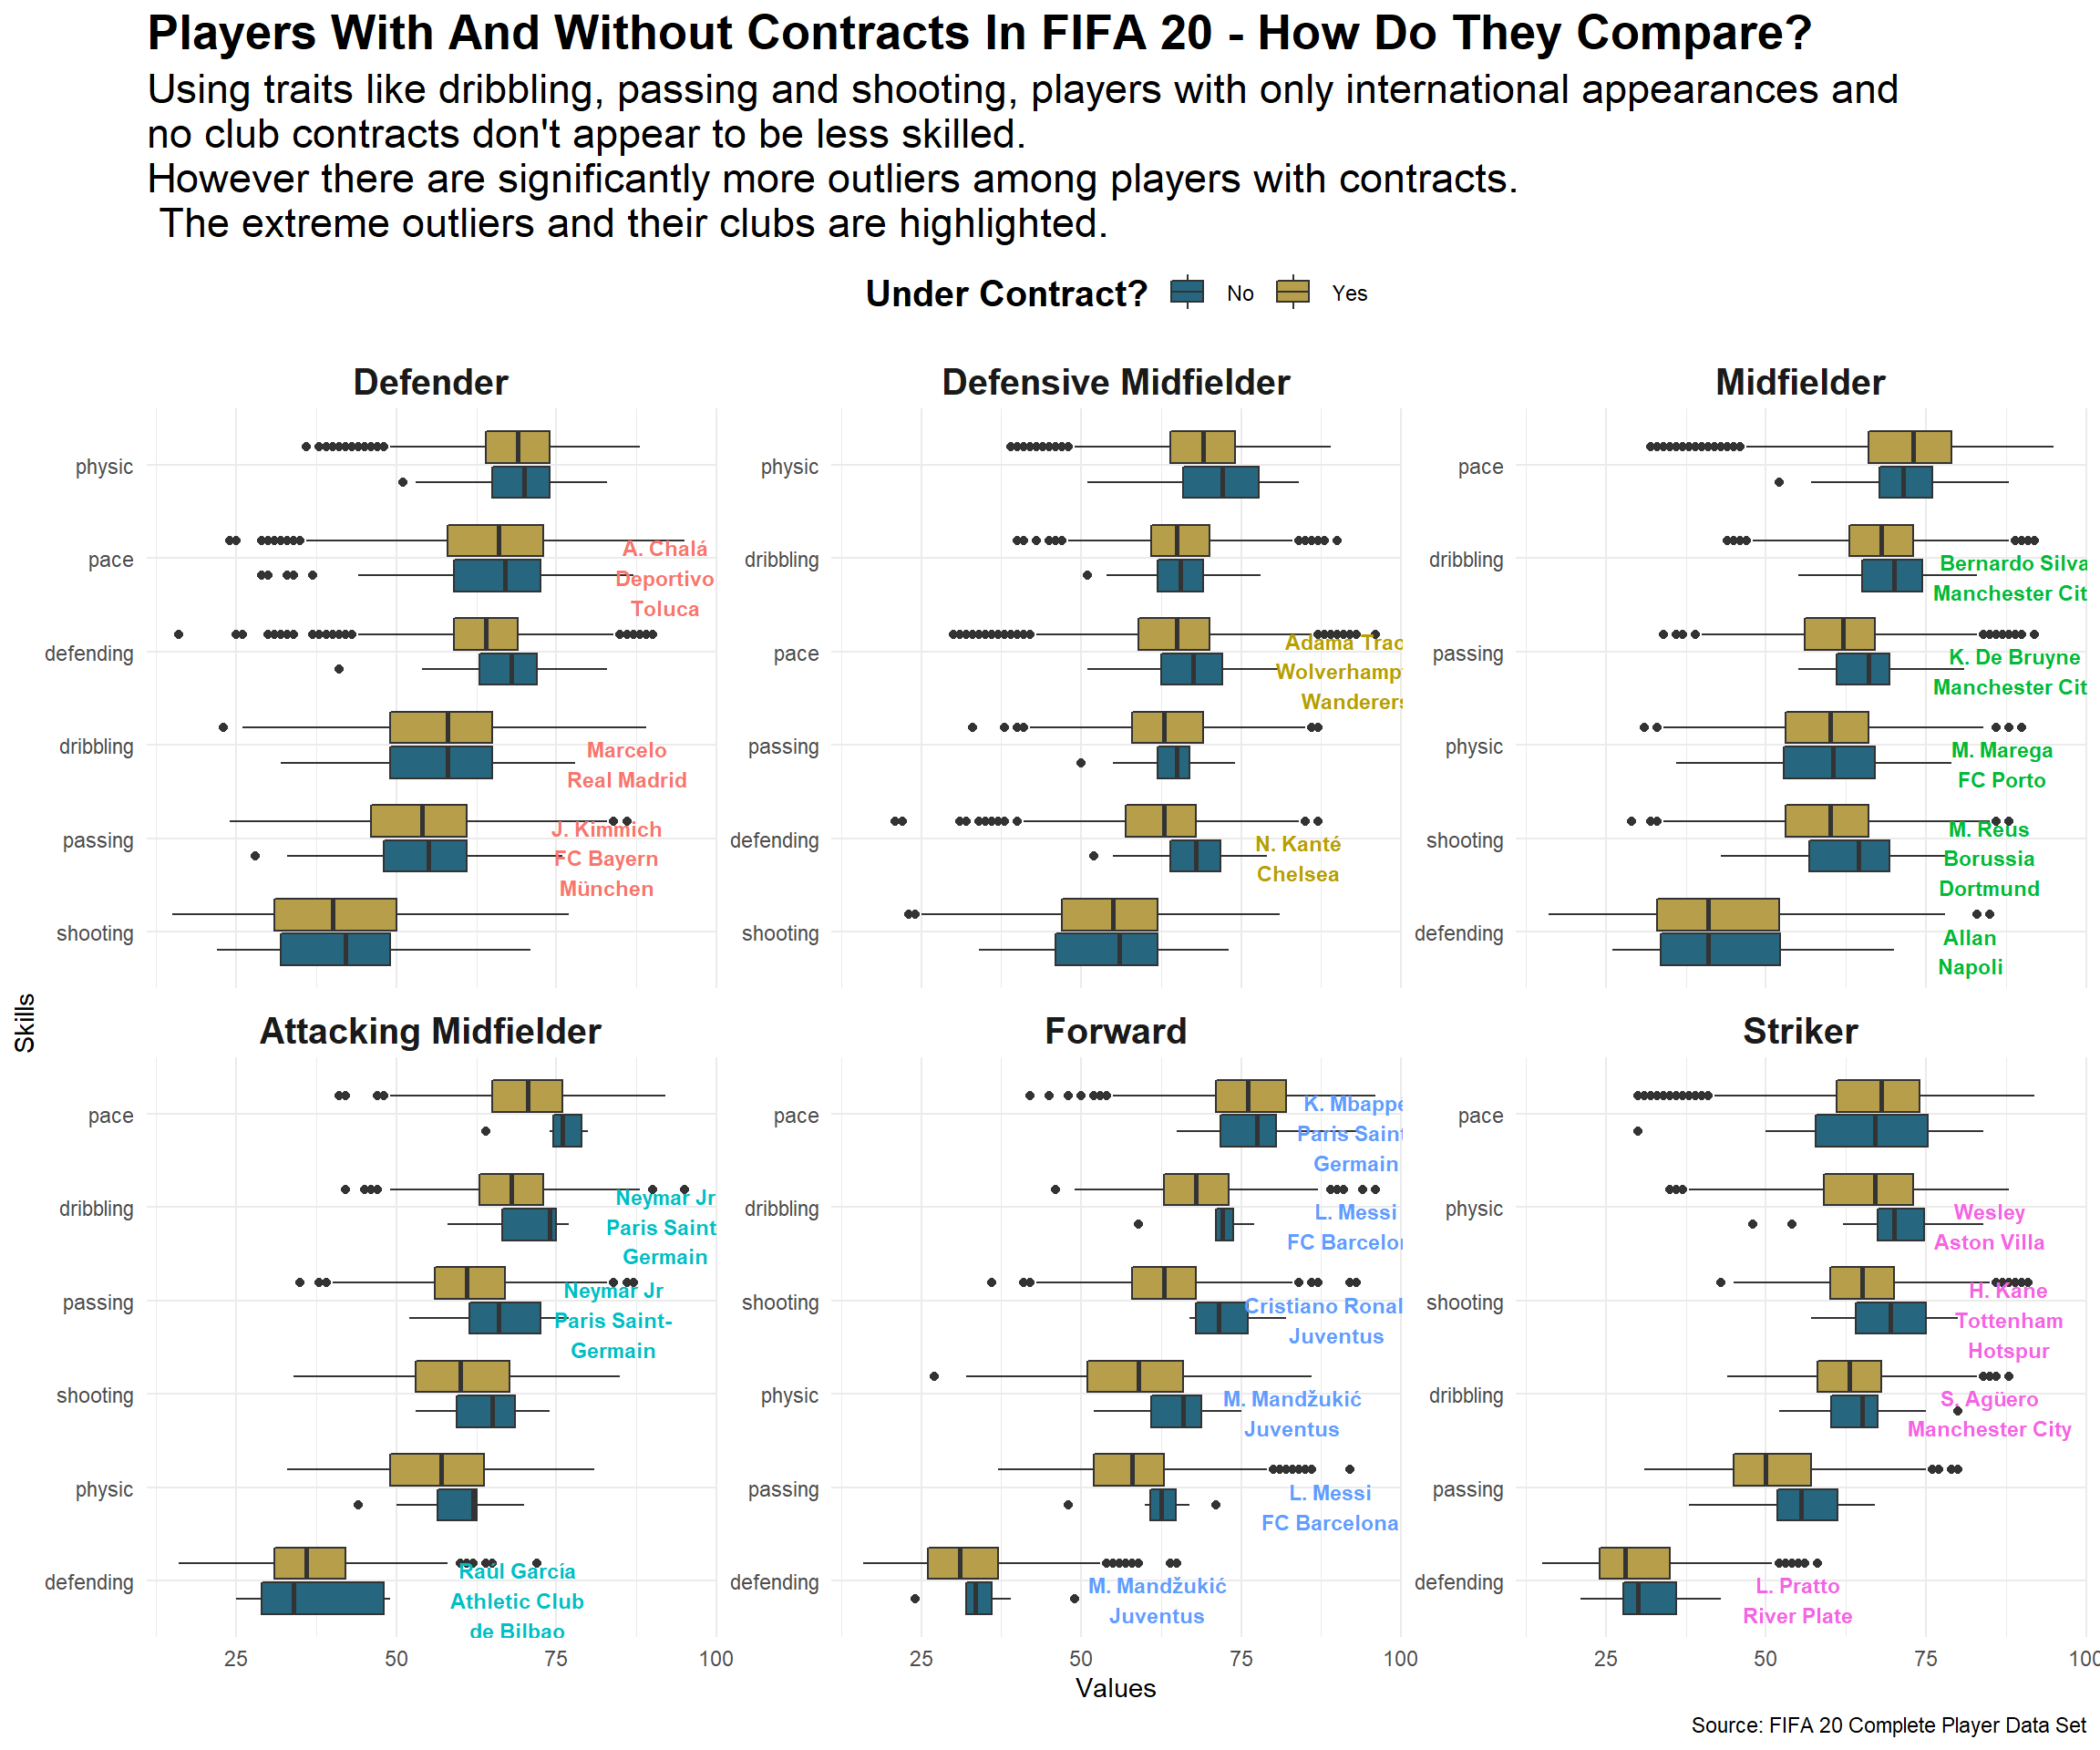 Players With And Without Contracts In FIFA 20 - How Do They Compare?
Using traits like dribbling, passing and shooting, players with only international appearances and
no club contracts don't appear to be less skilled.
However there are significantly more outliers among players with contracts.
The extreme outliers and their clubs are highlighted.
Under Contract? No Yes
Defender
physic
pace
defending
dribbling
passing
shooting
A. Chalá
Deportivo
Toluca
Marcelo
Real Madrid
J. Kimmich
FC Bayern
München
Defensive Midfielder
physic
dribbling
pace
passing
defending
shooting
Adama Trao
Wolverhamp
Wanderers
N. Kanté
Chelsea
Midfielder
pace
dribbling
passing
physic
shooting
defending
Bernardo Silva
Manchester Cit
K. De Bruyne
Manchester Cit
M. Marega
FC Porto
M. Reus
Borussia
Dortmund
Allan
Napoli
Skills
Attacking Midfielder
pace
dribbling
passing
shooting
physic
defending
Neymar Jr
Paris Saint
Germain
Neymar Jr
Paris Saint-
Germain
Raúl García
Athletic Club
de Bilbao
25 50 75 100
Forward
pace
dribbling
shooting
physic
passing
defending
K. Mbappé
Paris Saint
Germain
L. Messi
FC Barcelo
Cristiano Ronal
Juventus
M. Mandžukić
Juventus
L. Messi
FC Barcelona
M. Mandžukić
Juventus
25 50 75 100
Striker
pace
physic
shooting
dribbling
passing
defending
Wesley
Aston Villa
H. Kane
Tottenham
Hotspur
S. Agüero
Manchester City
L. Pratto
River Plate
25 50 75 100
Values
Source: FIFA 20 Complete Player Data Set